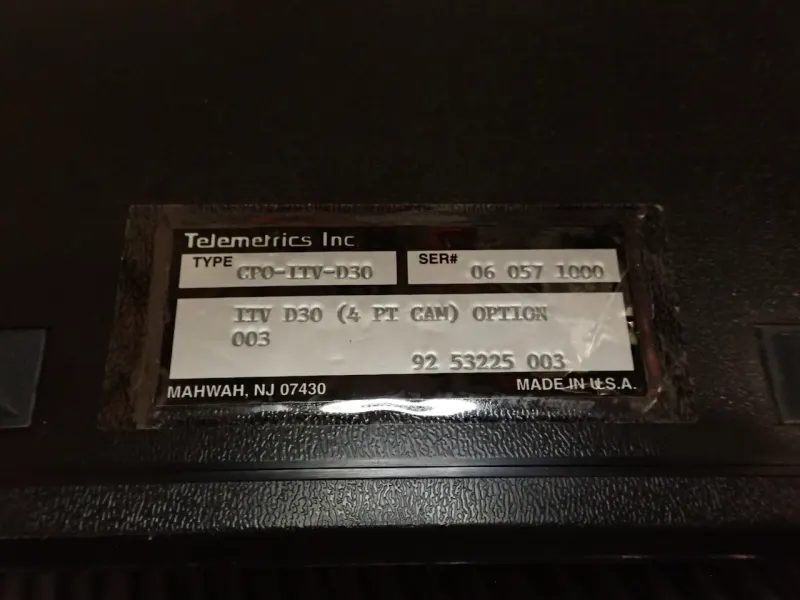 Telemetrics Inc
TYPE CPO-ITV-D30
SER# 06 057 1000
ITV D30 (4 PT CAM) OPTION
003
92 53225 003
MAHWAH, NJ 07430
MADE IN U.S.A.